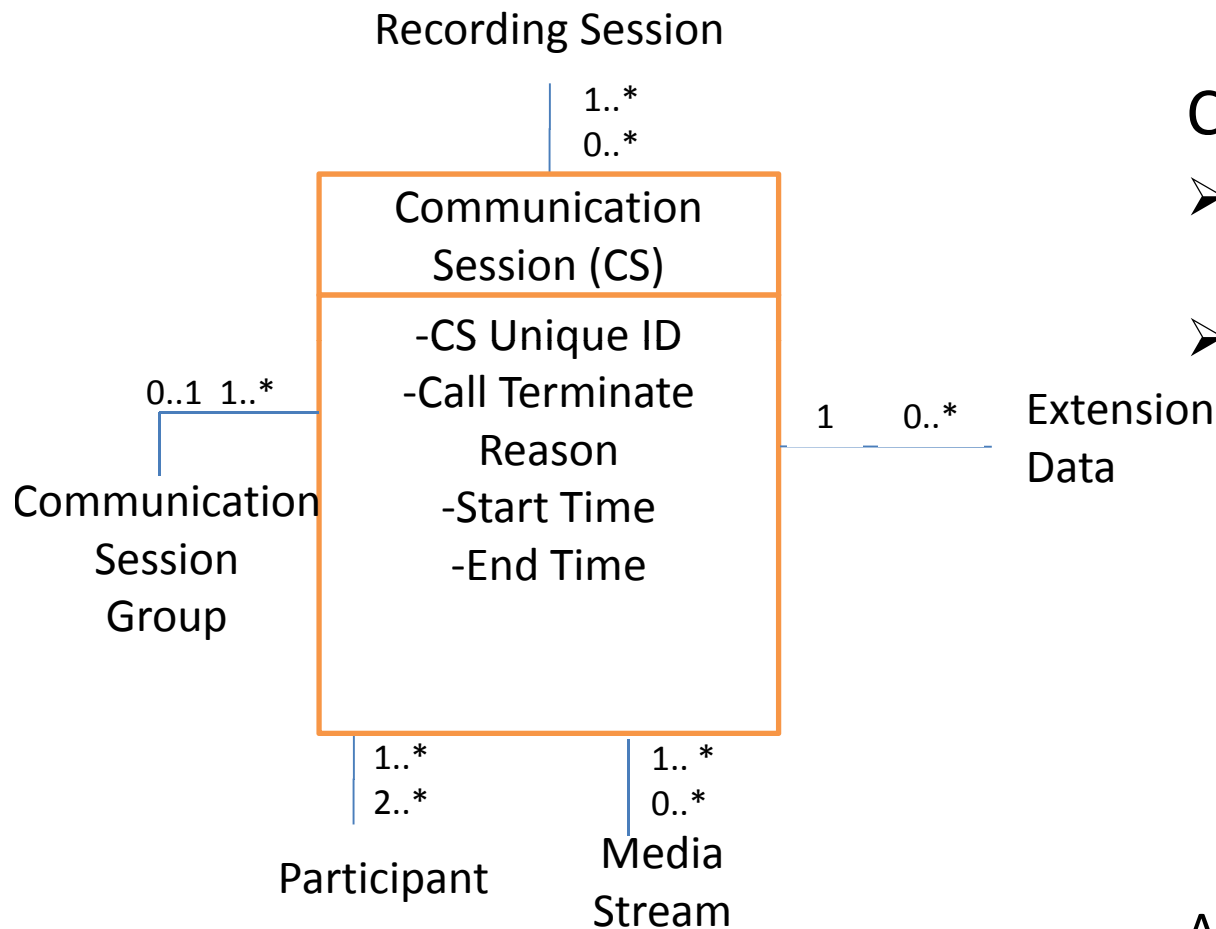 Recording Session
1..*
0..*
C
➢
Communication
Session (CS)
➢
-CS Unique ID
-Call Terminate
Reason
-Start Time
-End Time
0..1 1..*
Communication
Session
Group
1 0..*
Extension
Data
1..*
2..*
Participant
1.. *
0..*
Media
Stream
A